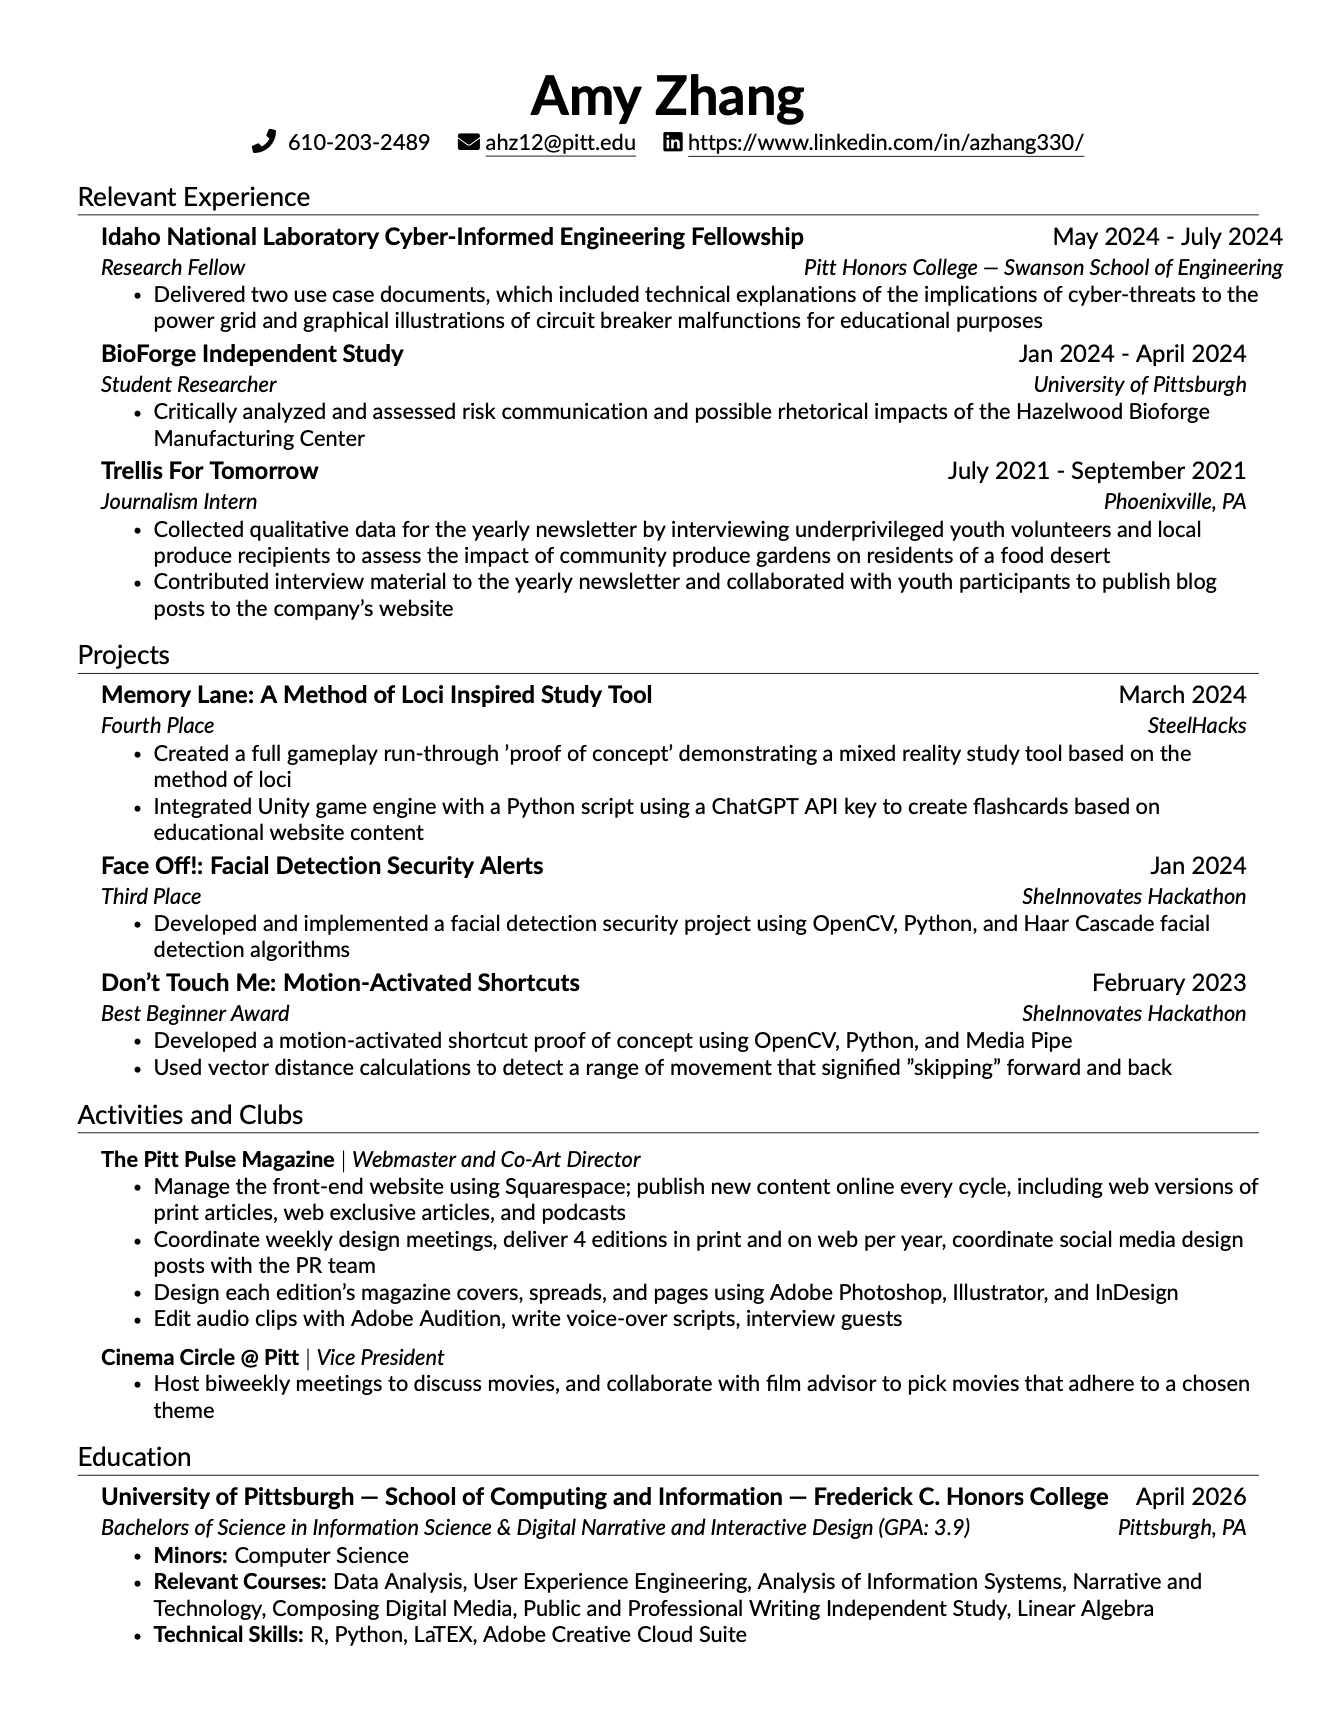 Amy Zhang
610-203-2489 ahz12@pitt.edu https://www.linkedin.com/in/azhang330/
Relevant Experience
Idaho National Laboratory Cyber-Informed Engineering Fellowship May 2024 - July 2024
Research Fellow Pitt Honors College — Swanson School of Engineering
• Delivered two use case documents, which included technical explanations of the implications of cyber-threats to the
power grid and graphical illustrations of circuit breaker malfunctions for educational purposes
BioForge Independent Study Jan 2024 - April 2024
Student Researcher University of Pittsburgh
• Critically analyzed and assessed risk communication and possible rhetorical impacts of the Hazelwood Bioforge
Manufacturing Center
Trellis For Tomorrow July 2021 - September 2021
Journalism Intern Phoenixville, PA
• Collected qualitative data for the yearly newsletter by interviewing underprivileged youth volunteers and local
produce recipients to assess the impact of community produce gardens on residents of a food desert
• Contributed interview material to the yearly newsletter and collaborated with youth participants to publish blog
posts to the company’s website
Projects
Memory Lane: A Method of Loci Inspired Study Tool March 2024
Fourth Place SteelHacks
• Created a full gameplay run-through ’proof of concept’ demonstrating a mixed reality study tool based on the
method of loci
• Integrated Unity game engine with a Python script using a ChatGPT API key to create flashcards based on
educational website content
Face Off!: Facial Detection Security Alerts Jan 2024
Third Place SheInnovates Hackathon
• Developed and implemented a facial detection security project using OpenCV, Python, and Haar Cascade facial
detection algorithms
Don’t Touch Me: Motion-Activated Shortcuts February 2023
Best Beginner Award SheInnovates Hackathon
• Developed a motion-activated shortcut proof of concept using OpenCV, Python, and Media Pipe
• Used vector distance calculations to detect a range of movement that signified ”skipping” forward and back
Activities and Clubs
The Pitt Pulse Magazine | Webmaster and Co-Art Director
• Manage the front-end website using Squarespace; publish new content online every cycle, including web versions of
print articles, web exclusive articles, and podcasts
• Coordinate weekly design meetings, deliver 4 editions in print and on web per year, coordinate social media design
posts with the PR team
• Design each edition’s magazine covers, spreads, and pages using Adobe Photoshop, Illustrator, and InDesign
• Edit audio clips with Adobe Audition, write voice-over scripts, interview guests
Cinema Circle @ Pitt | Vice President
• Host biweekly meetings to discuss movies, and collaborate with film advisor to pick movies that adhere to a chosen
theme
Education
University of Pittsburgh — School of Computing and Information — Frederick C. Honors College April 2026
Bachelors of Science in Information Science & Digital Narrative and Interactive Design (GPA: 3.9) Pittsburgh, PA
• Minors: Computer Science
• Relevant Courses: Data Analysis, User Experience Engineering, Analysis of Information Systems, Narrative and
Technology, Composing Digital Media, Public and Professional Writing Independent Study, Linear Algebra
• Technical Skills: R, Python, LaTEX, Adobe Creative Cloud Suite